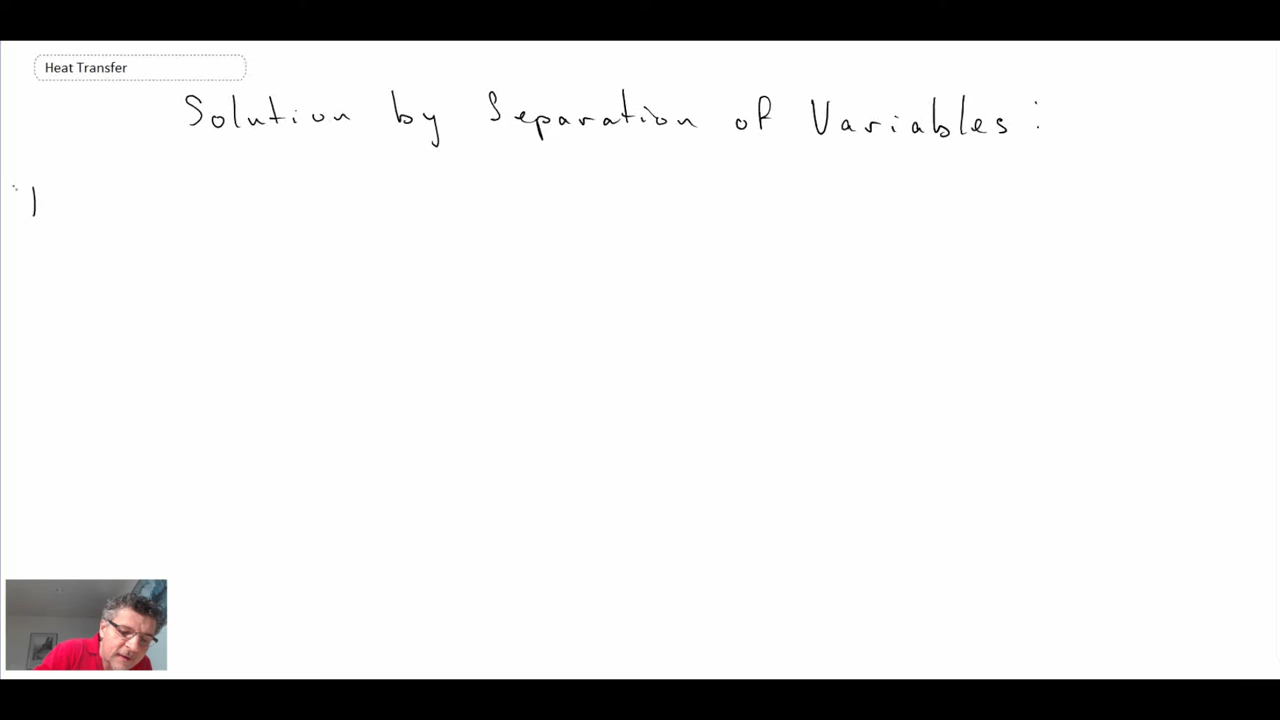 Heat Transfer
Solution by Separation of Variables :